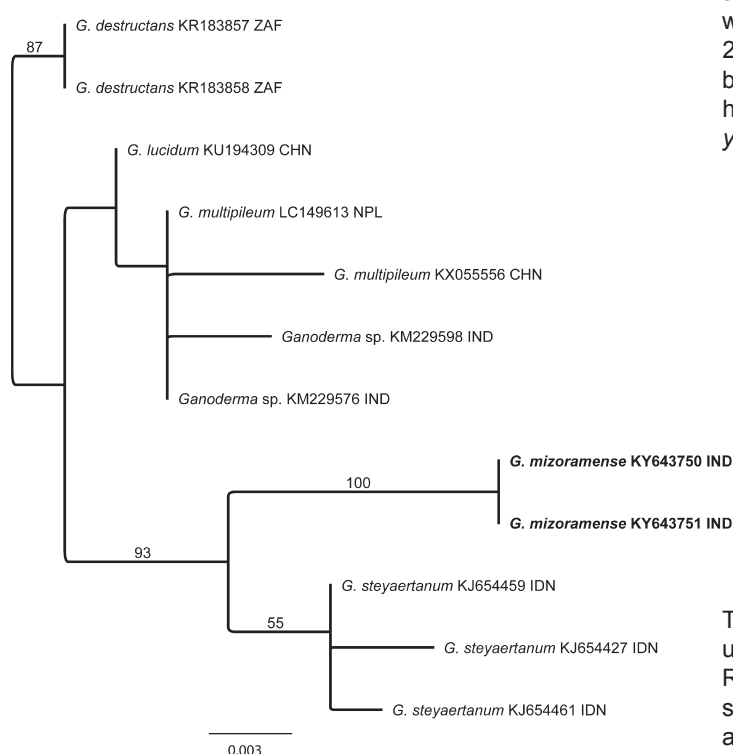 87
G. destructans KR183857 ZAF
G. destructans KR183858 ZAF
G. lucidum KU194309 CHN
G. multipileum LC149613 NPL
G. multipileum KX055556 CHN
Ganoderma sp. KM229598 IND
Ganoderma sp. KM229576 IND
G. mizoramense KY643750 IND
100
G. mizoramense KY643751 IND
93
G. steyaertanum KJ654459 IDN
55
G. steyaertanum KJ654427 IDN
G. steyaertanum KJ654461 IDN
0.003